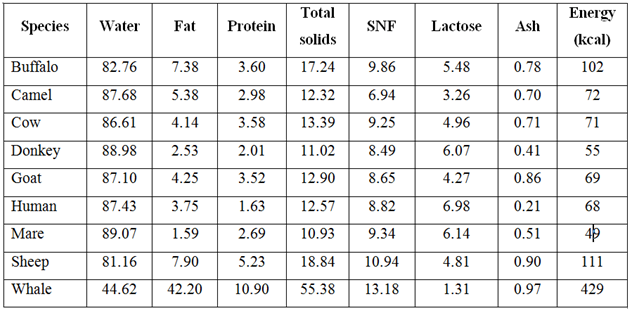 Species Water Fat Protein Total solids SNF Lactose Ash Energy (kcal)
Buffalo 82.76 7.38 3.60 17.24 9.86 5.48 0.78 102
Camel 87.68 5.38 2.98 12.32 6.94 3.26 0.70 72
Cow 86.61 4.14 3.58 13.39 9.25 4.96 0.71 71
Donkey 88.98 2.53 2.01 11.02 8.49 6.07 0.41 55
Goat 87.10 4.25 3.52 12.90 8.65 4.27 0.86 69
Human 87.43 3.75 1.63 12.57 8.82 6.98 0.21 68
Mare 89.07 1.59 2.69 10.93 9.34 6.14 0.51 49
Sheep 81.16 7.90 5.23 18.84 10.94 4.81 0.90 111
Whale 44.62 42.20 10.90 55.38 13.18 1.31 0.97 429